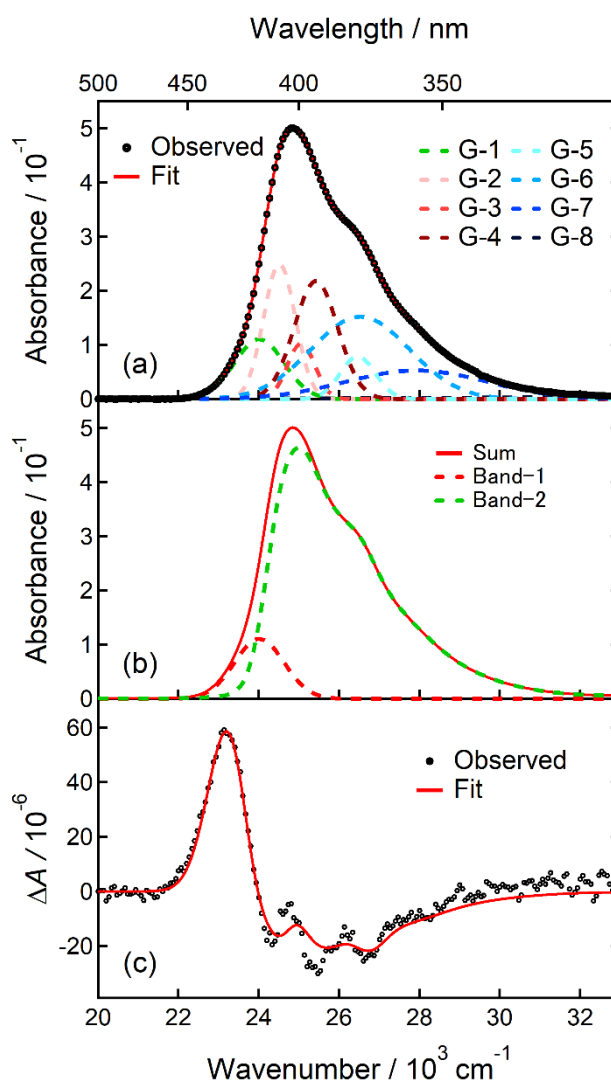 Wavelength / nm
500 450 400 350
Absorbance / 10⁻¹
5
4
3
2
1
0
Observed
Fit
G-1 G-5
G-2 G-6
G-3 G-7
G-4 G-8
(a)
Absorbance / 10⁻¹
5
4
3
2
1
0
Sum
Band-1
Band-2
(b)
ΔA / 10⁻⁶
60
40
20
0
-20
Observed
Fit
(c)
20 22 24 26 28 30 32
Wavenumber / 10³ cm⁻¹